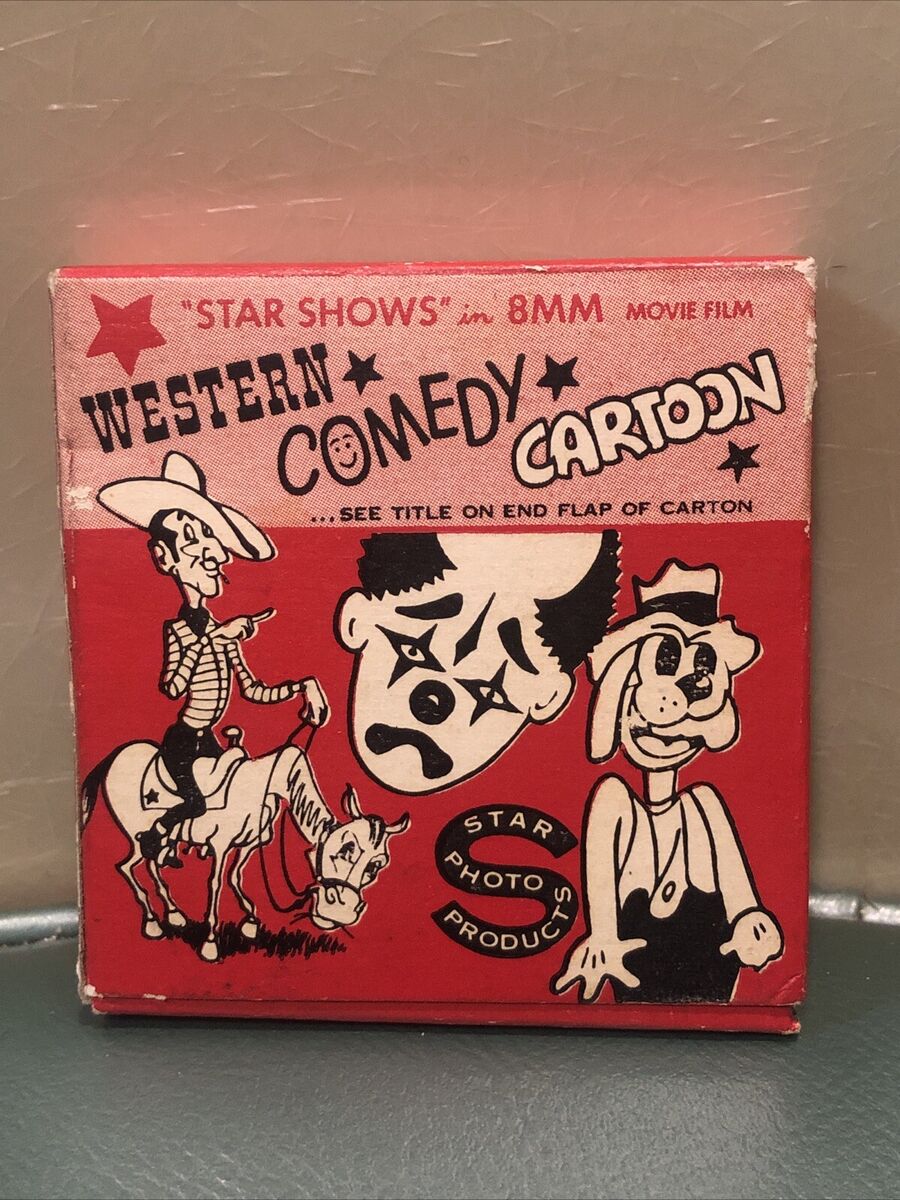 "STAR SHOWS" in 8MM MOVIE FILM
WESTERN
COMEDY
CARTOON
...SEE TITLE ON END FLAP OF CARTON
STAR
PHOTO
PRODUCTS